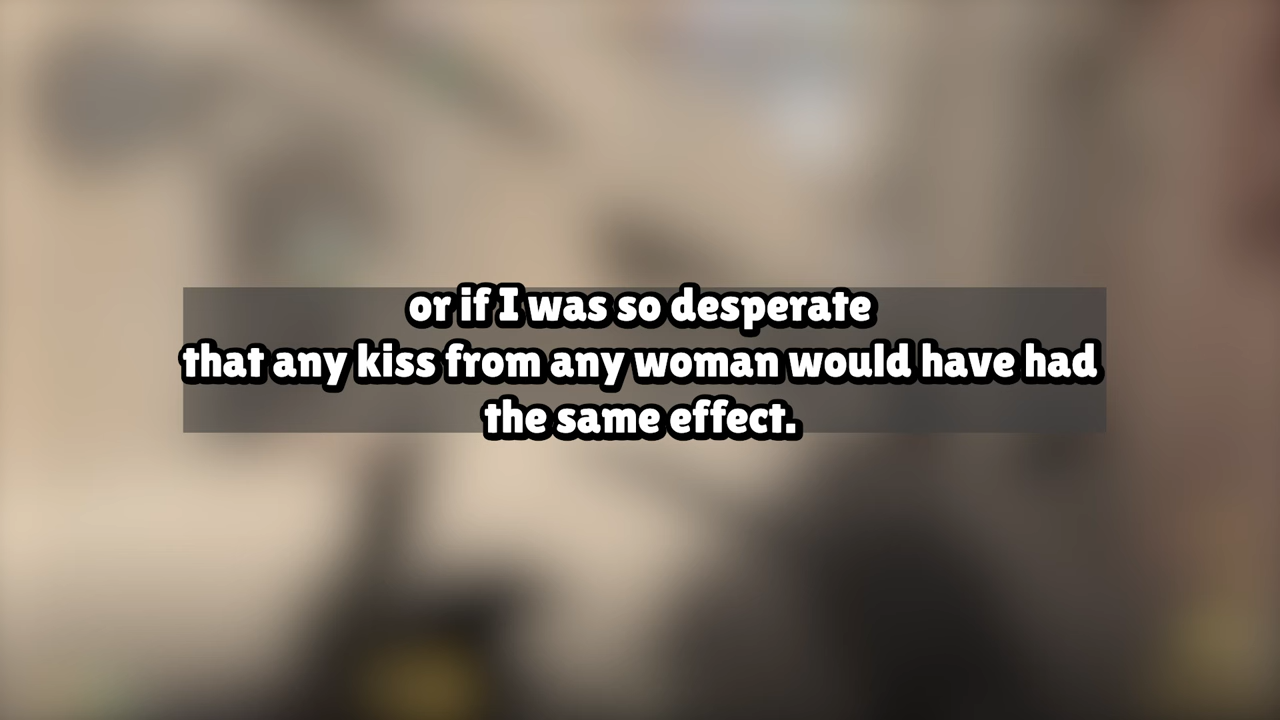 or if I was so desperate
that any kiss from any woman would have had
the same effect.